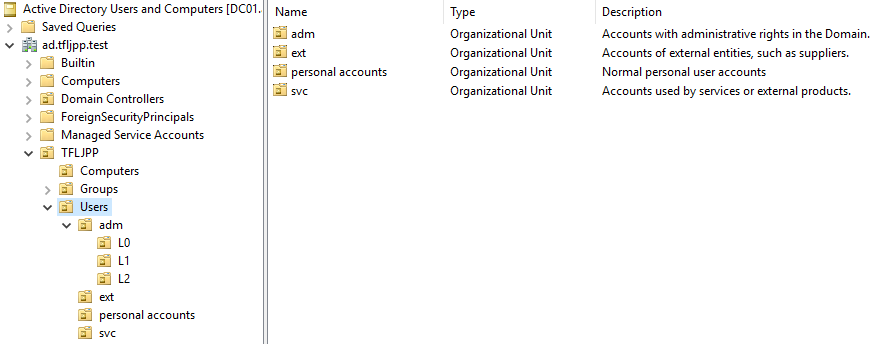 Active Directory Users and Computers [DC01.
Saved Queries
ad.tfljpp.test
Builtin
Computers
Domain Controllers
ForeignSecurityPrincipals
Managed Service Accounts
TFLJPP
Computers
Groups
Users
adm
L0
L1
L2
ext
personal accounts
svc
Name Type Description
adm Organizational Unit Accounts with administrative rights in the Domain.
ext Organizational Unit Accounts of external entities, such as suppliers.
personal accounts Organizational Unit Normal personal user accounts
svc Organizational Unit Accounts used by services or external products.